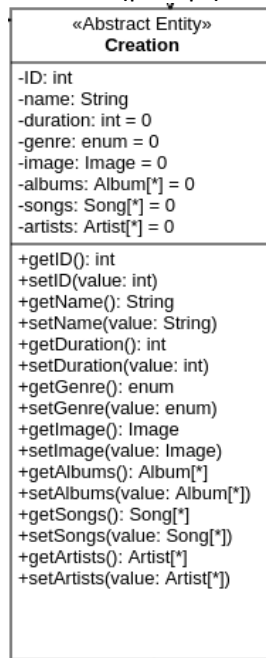 «Abstract Entity»
Creation
-ID: int
-name: String
-duration: int = 0
-genre: enum = 0
-image: Image = 0
-albums: Album[*] = 0
-songs: Song[*] = 0
-artists: Artist[*] = 0
+getID(): int
+setID(value: int)
+getName(): String
+setName(value: String)
+getDuration(): int
+setDuration(value: int)
+getGenre(): enum
+setGenre(value: enum)
+getImage(): Image
+setImage(value: Image)
+getAlbums(): Album[*]
+setAlbums(value: Album[*])
+getSongs(): Song[*]
+setSongs(value: Song[*])
+getArtists(): Artist[*]
+setArtists(value: Artist[*])